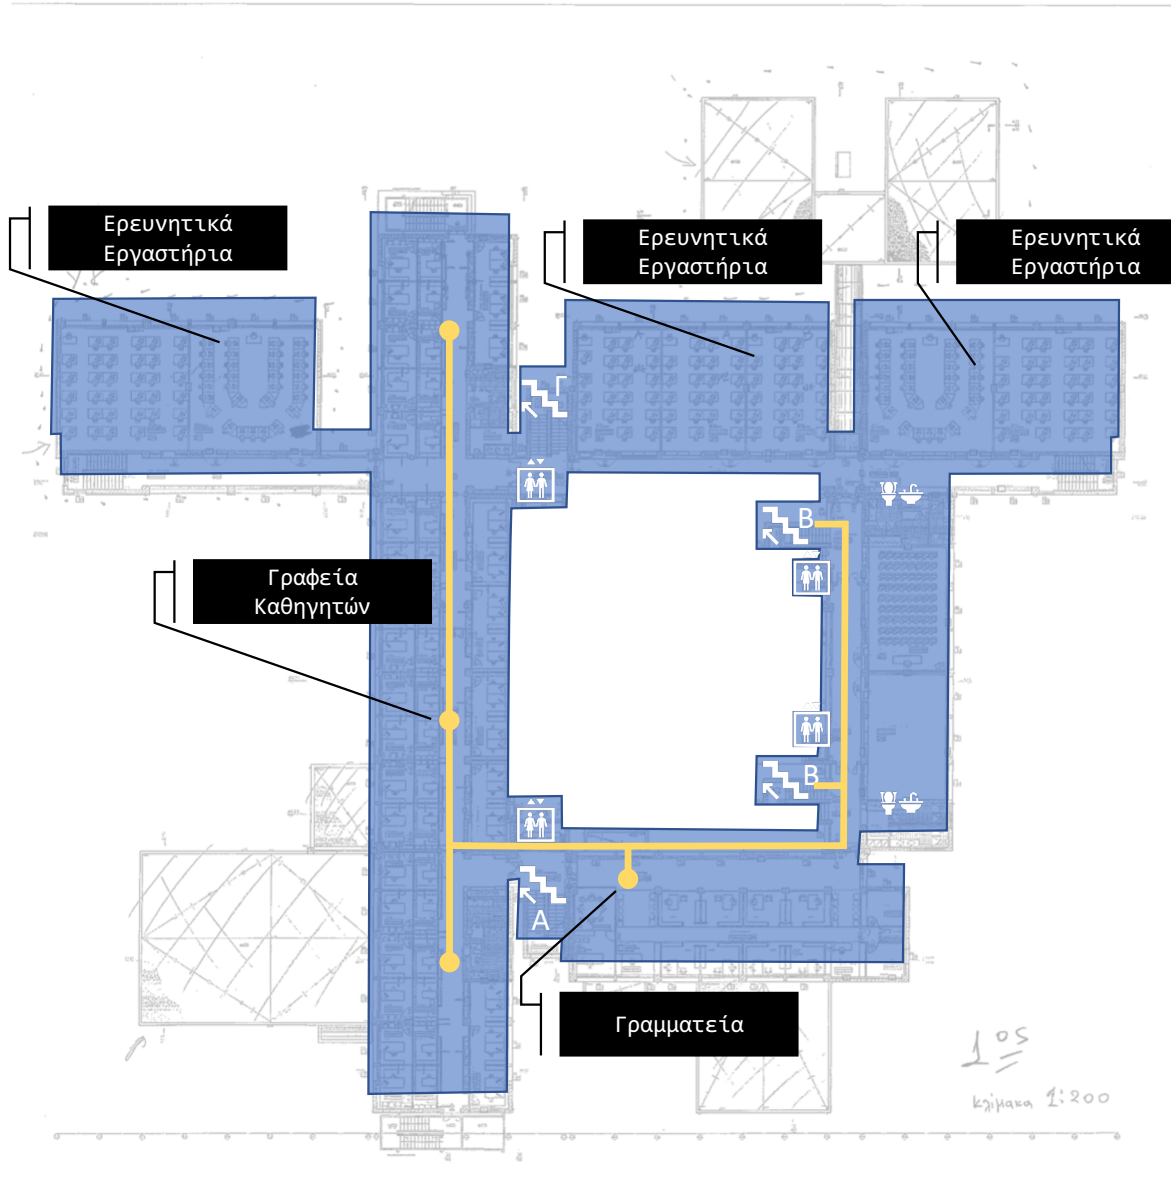 Ερευνητικά
Εργαστήρια
Ερευνητικά
Εργαστήρια
Ερευνητικά
Εργαστήρια
Γ
Β
Γραφεία
Καθηγητών
Β
Α
Γραμματεία
1ος
κλίμακα 1:200